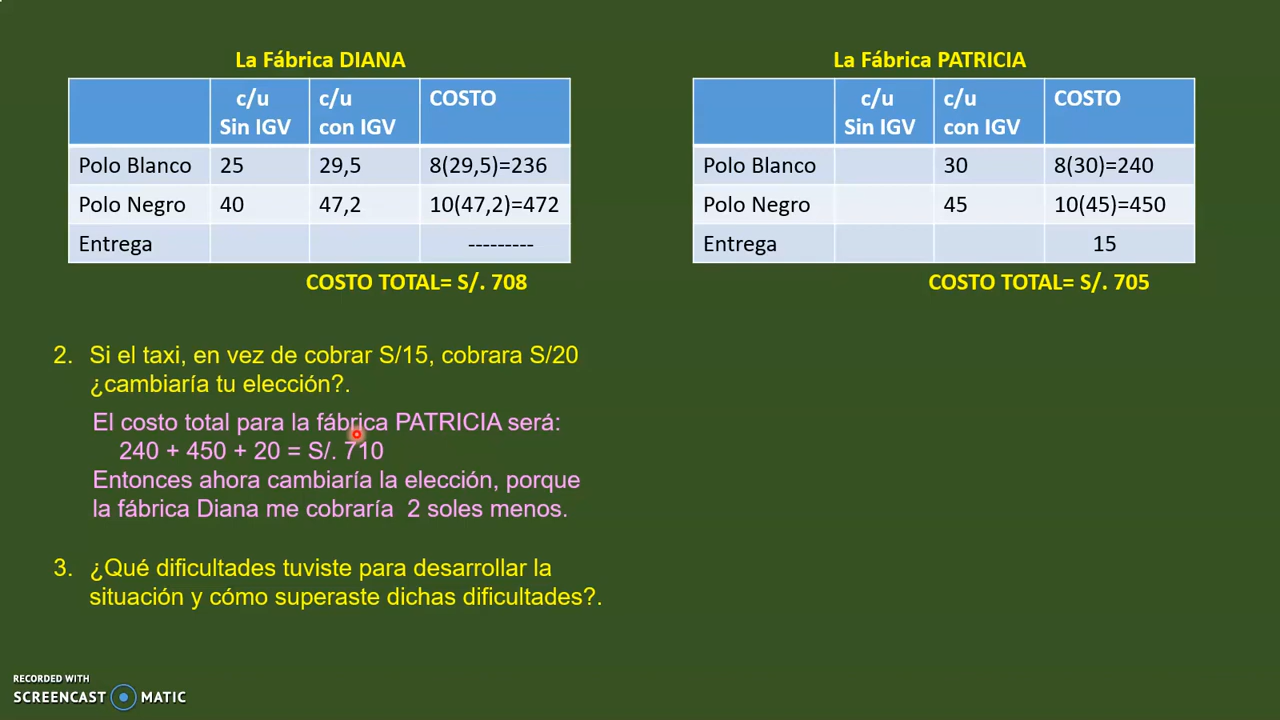 La Fábrica DIANA
c/u Sin IGV c/u con IGV COSTO
Polo Blanco 25 29,5 8(29,5)=236
Polo Negro 40 47,2 10(47,2)=472
Entrega ---------
COSTO TOTAL= S/. 708
La Fábrica PATRICIA
c/u Sin IGV c/u con IGV COSTO
Polo Blanco 30 8(30)=240
Polo Negro 45 10(45)=450
Entrega 15
COSTO TOTAL= S/. 705
2. Si el taxi, en vez de cobrar S/15, cobrara S/20
¿cambiaría tu elección?.
El costo total para la fábrica PATRICIA será:
240 + 450 + 20 = S/. 710
Entonces ahora cambiaría la elección, porque
la fábrica Diana me cobraría 2 soles menos.
3. ¿Qué dificultades tuviste para desarrollar la
situación y cómo superaste dichas dificultades?.
RECORDED WITH
SCREENCAST MATIC